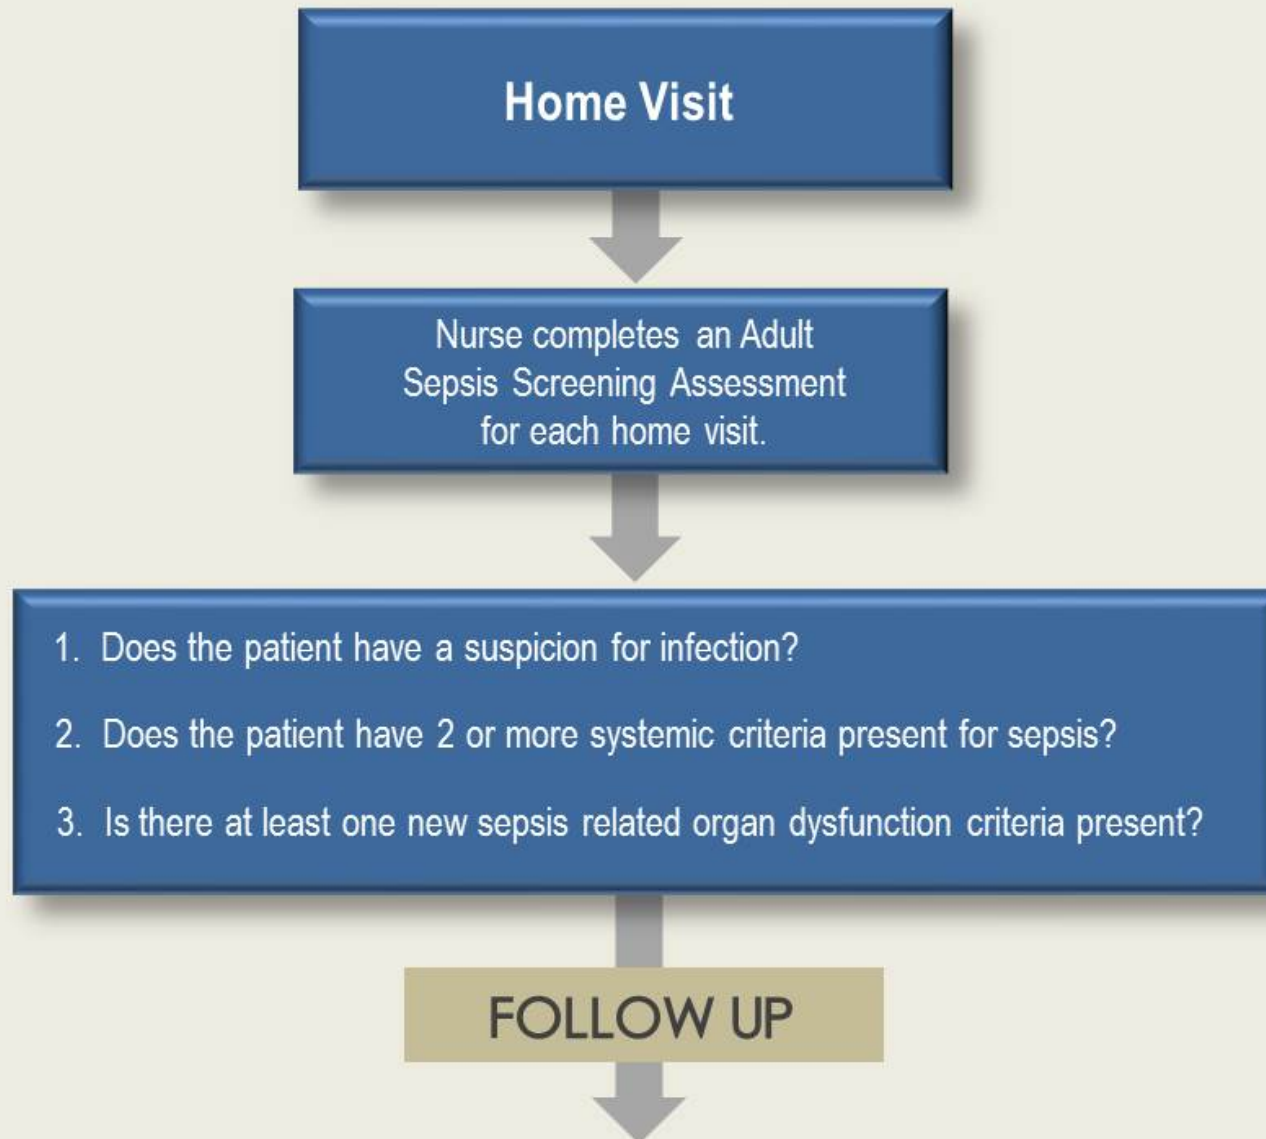 Home Visit
Nurse completes an Adult
Sepsis Screening Assessment
for each home visit.
1. Does the patient have a suspicion for infection?
2. Does the patient have 2 or more systemic criteria present for sepsis?
3. Is there at least one new sepsis related organ dysfunction criteria present?
FOLLOW UP